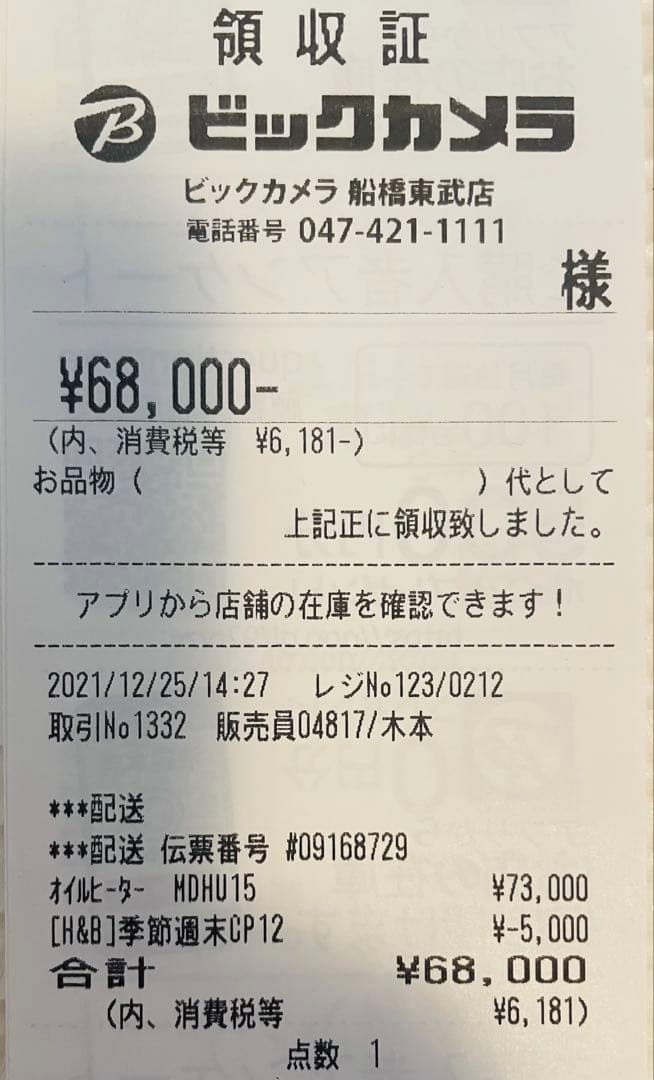 領収証
B ビックカメラ
ビックカメラ 船橋東武店
電話番号 047-421-1111
様
¥68,000-
(内、消費税等 ¥6,181-)
お品物( )代として
上記正に領収致しました。
アプリから店舗の在庫を確認できます!
2021/12/25/14:27 レジNo123/0212
取引No1332 販売員04817/木本
***配送
***配送 伝票番号 #09168729
ｵｲﾙﾋｰﾀｰ MDHU15 ¥73,000
[H&B]季節週末CP12 ¥-5,000
合計 ¥68,000
(内、消費税等 ¥6,181)
点数 1